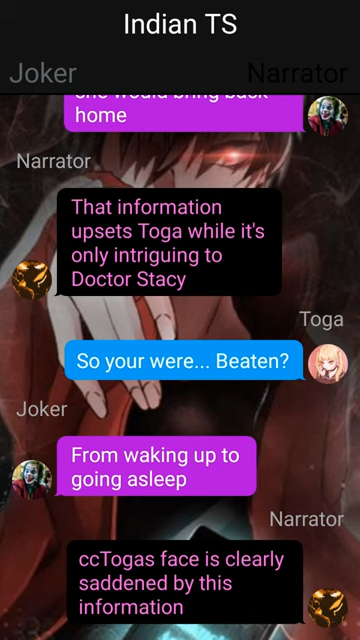 Indian TS
Joker
Narrator
she would bring back
home
Narrator
That information
upsets Toga while it's
only intriguing to
Doctor Stacy
Toga
So your were... Beaten?
Joker
From waking up to
going asleep
Narrator
ccTogas face is clearly
saddened by this
information